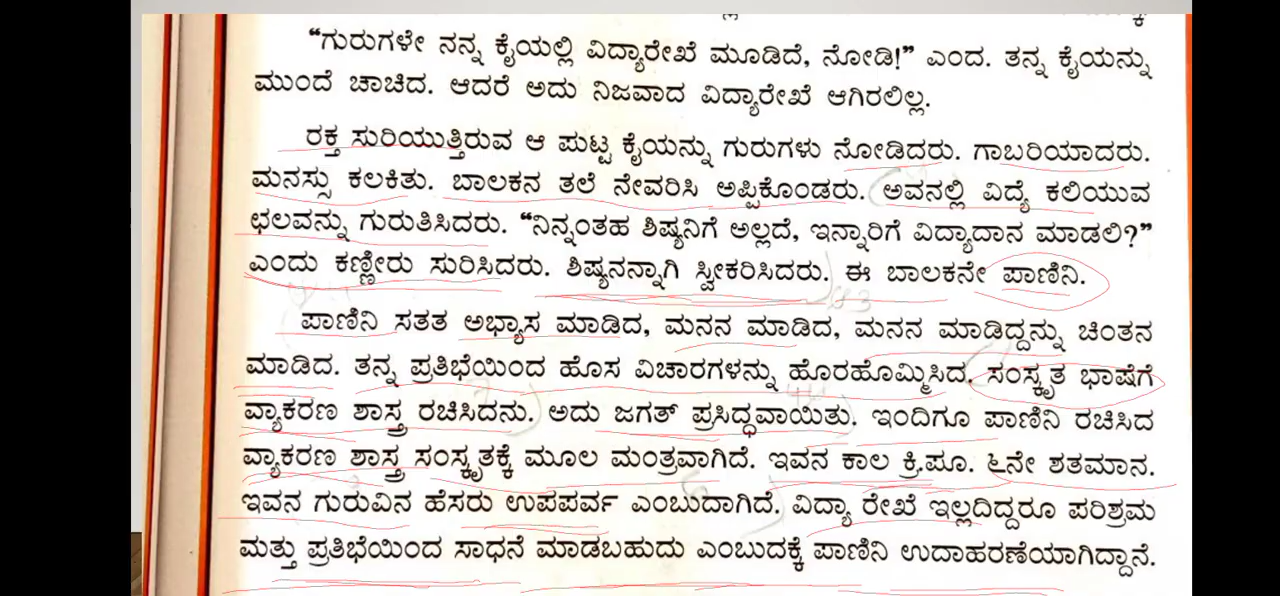 “ಗುರುಗಳೇ ನನ್ನ ಕೈಯಲ್ಲಿ ವಿದ್ಯಾರೇಖೆ ಮೂಡಿದೆ, ನೋಡಿ!” ಎಂದ. ತನ್ನ ಕೈಯನ್ನು
ಮುಂದೆ ಚಾಚಿದ. ಆದರೆ ಅದು ನಿಜವಾದ ವಿದ್ಯಾರೇಖೆ ಆಗಿರಲಿಲ್ಲ.
ರಕ್ತ ಸುರಿಯುತ್ತಿರುವ ಆ ಪುಟ್ಟ ಕೈಯನ್ನು ಗುರುಗಳು ನೋಡಿದರು. ಗಾಬರಿಯಾದರು.
ಮನಸ್ಸು ಕಲಕಿತು. ಬಾಲಕನ ತಲೆ ನೇವರಿಸಿ ಅಪ್ಪಿಕೊಂಡರು. ಅವನಲ್ಲಿ ವಿದ್ಯೆ ಕಲಿಯುವ
ಛಲವನ್ನು ಗುರುತಿಸಿದರು. “ನಿನ್ನಂತಹ ಶಿಷ್ಯನಿಗೆ ಅಲ್ಲದೆ, ಇನ್ನಾರಿಗೆ ವಿದ್ಯಾದಾನ ಮಾಡಲಿ?”
ಎಂದು ಕಣ್ಣೀರು ಸುರಿಸಿದರು. ಶಿಷ್ಯನನ್ನಾಗಿ ಸ್ವೀಕರಿಸಿದರು. ಈ ಬಾಲಕನೇ ಪಾಣಿನಿ.
ಪಾಣಿನಿ ಸತತ ಅಭ್ಯಾಸ ಮಾಡಿದ, ಮನನ ಮಾಡಿದ, ಮನನ ಮಾಡಿದ್ದನ್ನು ಚಿಂತನ
ಮಾಡಿದ. ತನ್ನ ಪ್ರತಿಭೆಯಿಂದ ಹೊಸ ವಿಚಾರಗಳನ್ನು ಹೊರಹೊಮ್ಮಿಸಿದ. ಸಂಸ್ಕೃತ ಭಾಷೆಗೆ
ವ್ಯಾಕರಣ ಶಾಸ್ತ್ರ ರಚಿಸಿದನು. ಅದು ಜಗತ್ ಪ್ರಸಿದ್ಧವಾಯಿತು. ಇಂದಿಗೂ ಪಾಣಿನಿ ರಚಿಸಿದ
ವ್ಯಾಕರಣ ಶಾಸ್ತ್ರ ಸಂಸ್ಕೃತಕ್ಕೆ ಮೂಲ ಮಂತ್ರವಾಗಿದೆ. ಇವನ ಕಾಲ ಕ್ರಿ.ಪೂ. ೬ನೇ ಶತಮಾನ.
ಇವನ ಗುರುವಿನ ಹೆಸರು ಉಪಪರ್ವ ಎಂಬುದಾಗಿದೆ. ವಿದ್ಯಾ ರೇಖೆ ಇಲ್ಲದಿದ್ದರೂ ಪರಿಶ್ರಮ
ಮತ್ತು ಪ್ರತಿಭೆಯಿಂದ ಸಾಧನೆ ಮಾಡಬಹುದು ಎಂಬುದಕ್ಕೆ ಪಾಣಿನಿ ಉದಾಹರಣೆಯಾಗಿದ್ದಾನೆ.